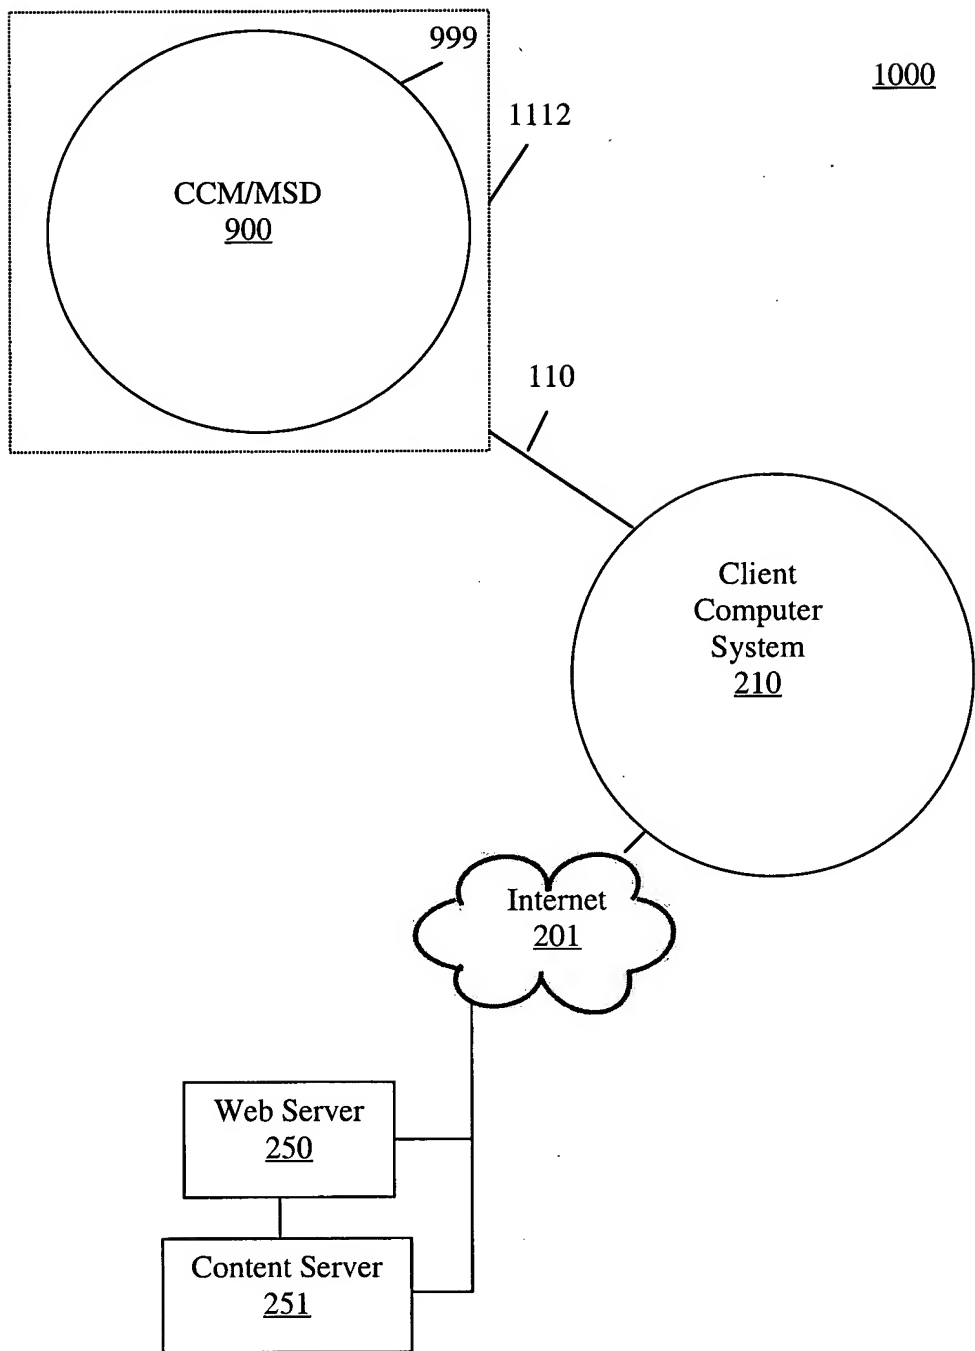 999
1000
1112
CCM/MSD
900
110
Client
Computer
System
210
Internet
201
Web Server
250
Content Server
251